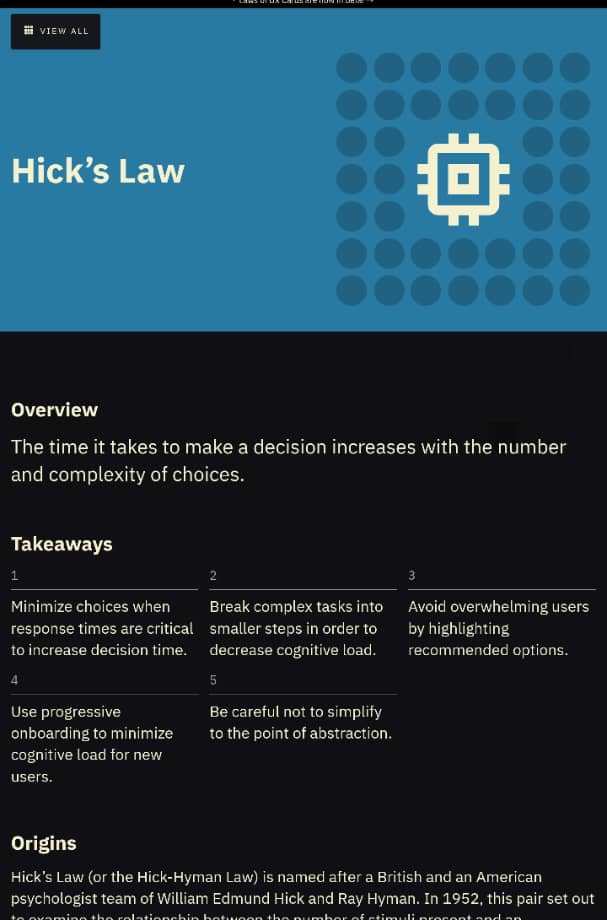 VIEW ALL
Hick's Law
Overview
The time it takes to make a decision increases with the number
and complexity of choices.
Takeaways
1
Minimize choices when
response times are critical
to increase decision time.
2
Break complex tasks into
smaller steps in order to
decrease cognitive load.
3
Avoid overwhelming users
by highlighting
recommended options.
4
Use progressive
onboarding to minimize
cognitive load for new
users.
5
Be careful not to simplify
to the point of abstraction.
Origins
Hick's Law (or the Hick-Hyman Law) is named after a British and an American
psychologist team of William Edmund Hick and Ray Hyman. In 1952, this pair set out
to examine the relationship between the number of stimuli present and an